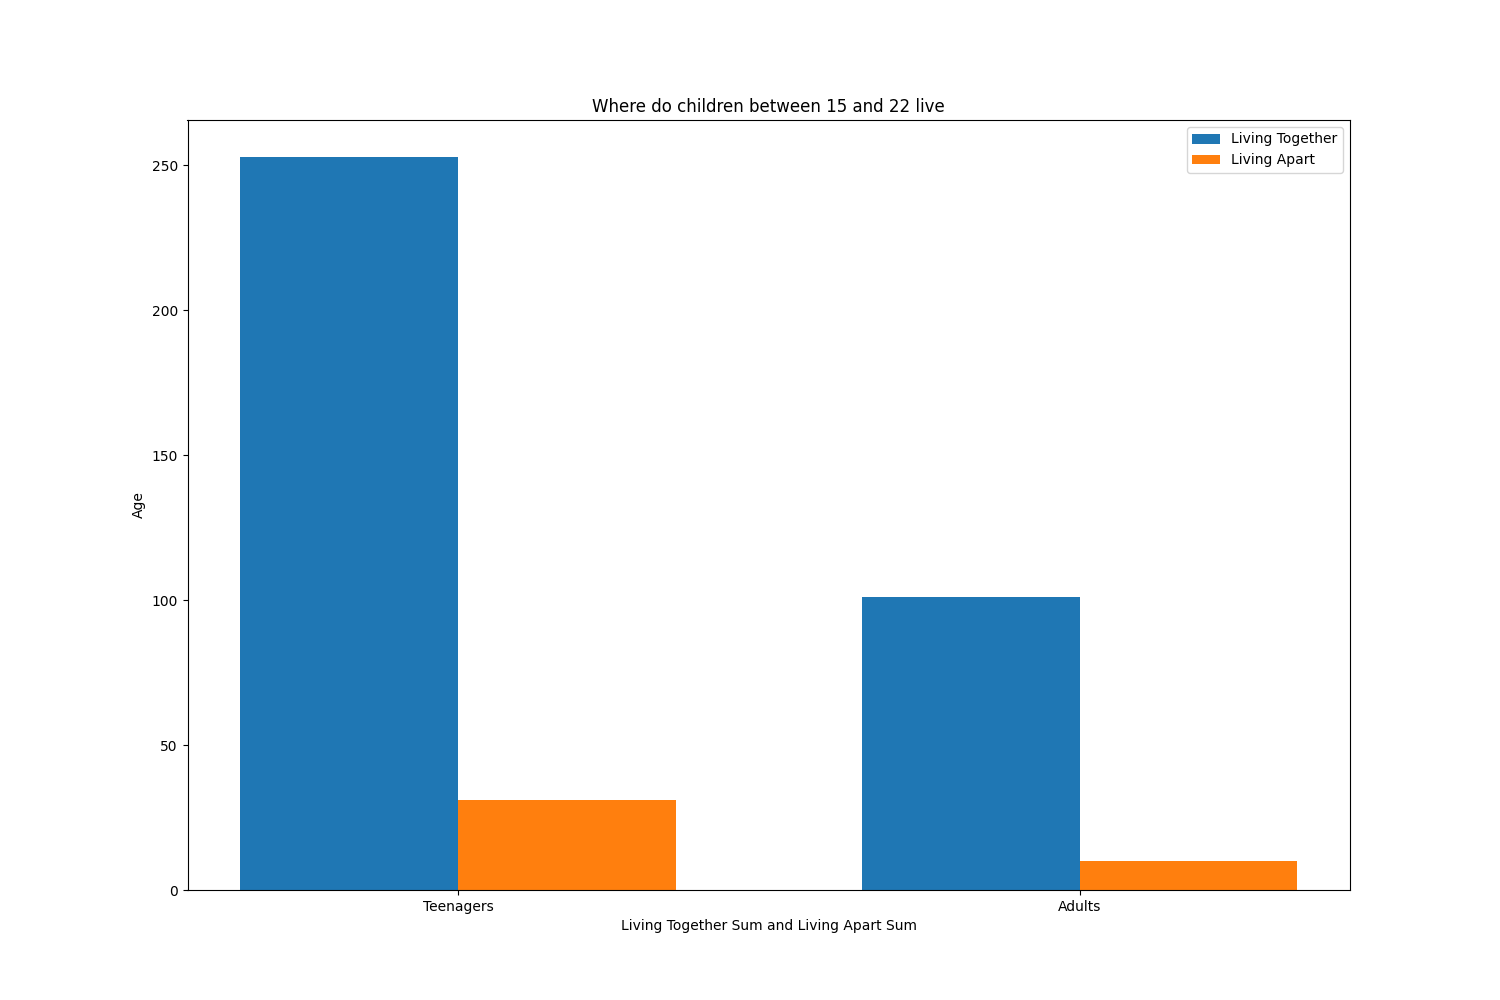 Where do children between 15 and 22 live
Living Together
Living Apart
250
200
150
100
50
0
Age
Teenagers
Adults
Living Together Sum and Living Apart Sum